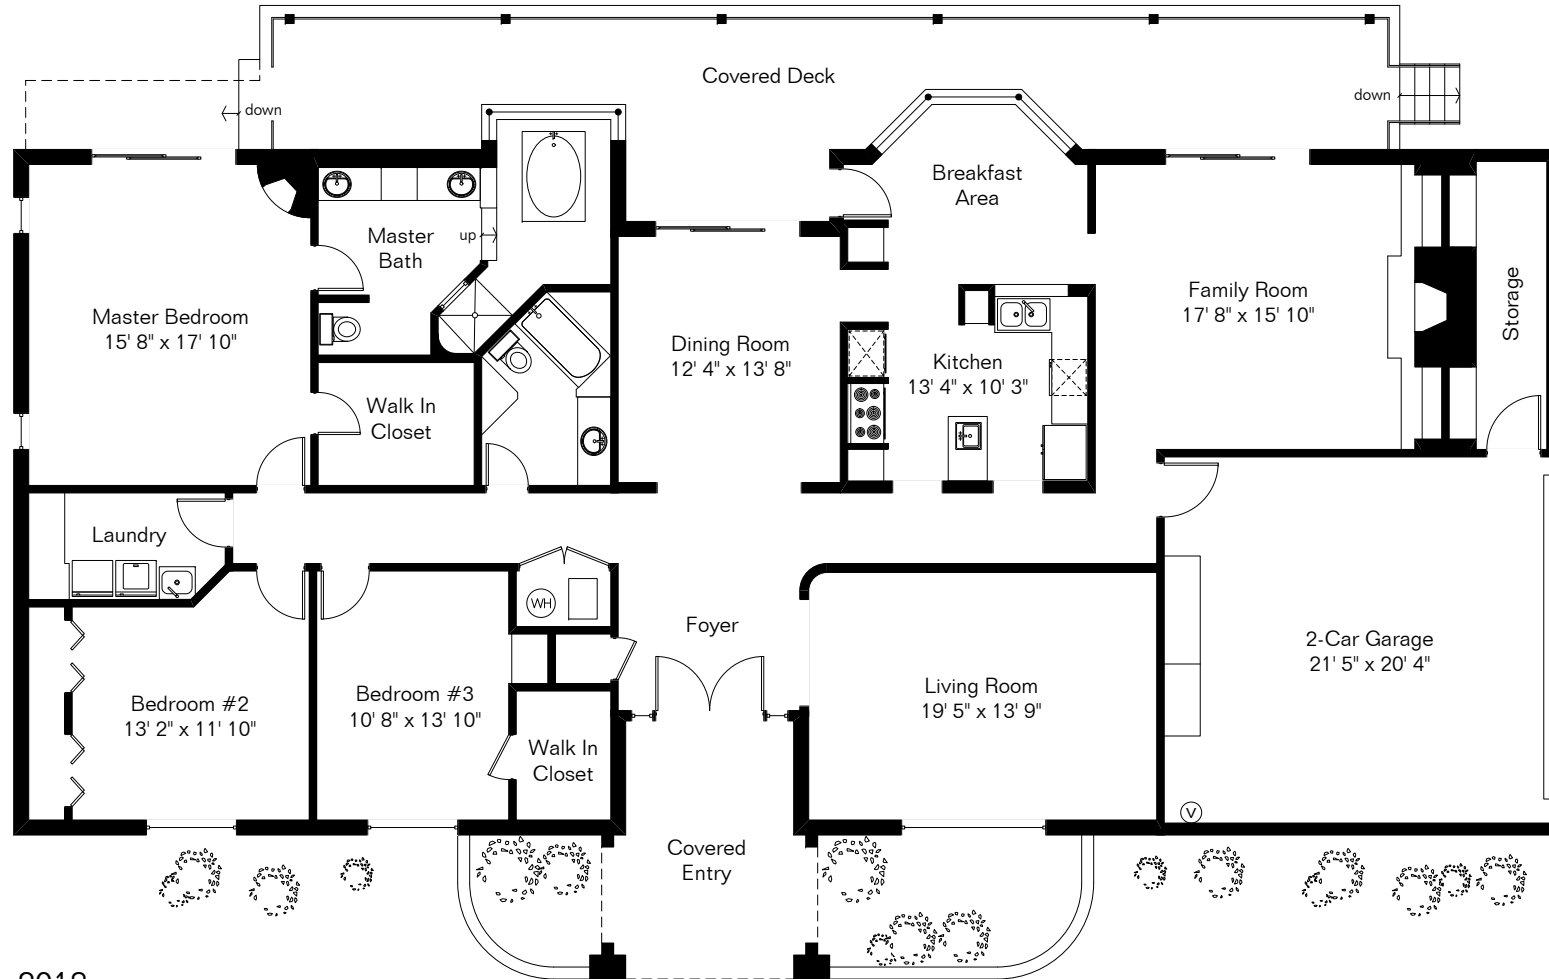 Covered Deck
down
down
Breakfast
Area
Master
Bath
up
Master Bedroom
15' 8" x 17' 10"
Family Room
17' 8" x 15' 10"
Storage
Dining Room
12' 4" x 13' 8"
Kitchen
13' 4" x 10' 3"
Walk In
Closet
Laundry
WH
Foyer
2-Car Garage
21' 5" x 20' 4"
Bedroom #2
13' 2" x 11' 10"
Bedroom #3
10' 8" x 13' 10"
Living Room
19' 5" x 13' 9"
Walk In
Closet
V
Covered
Entry